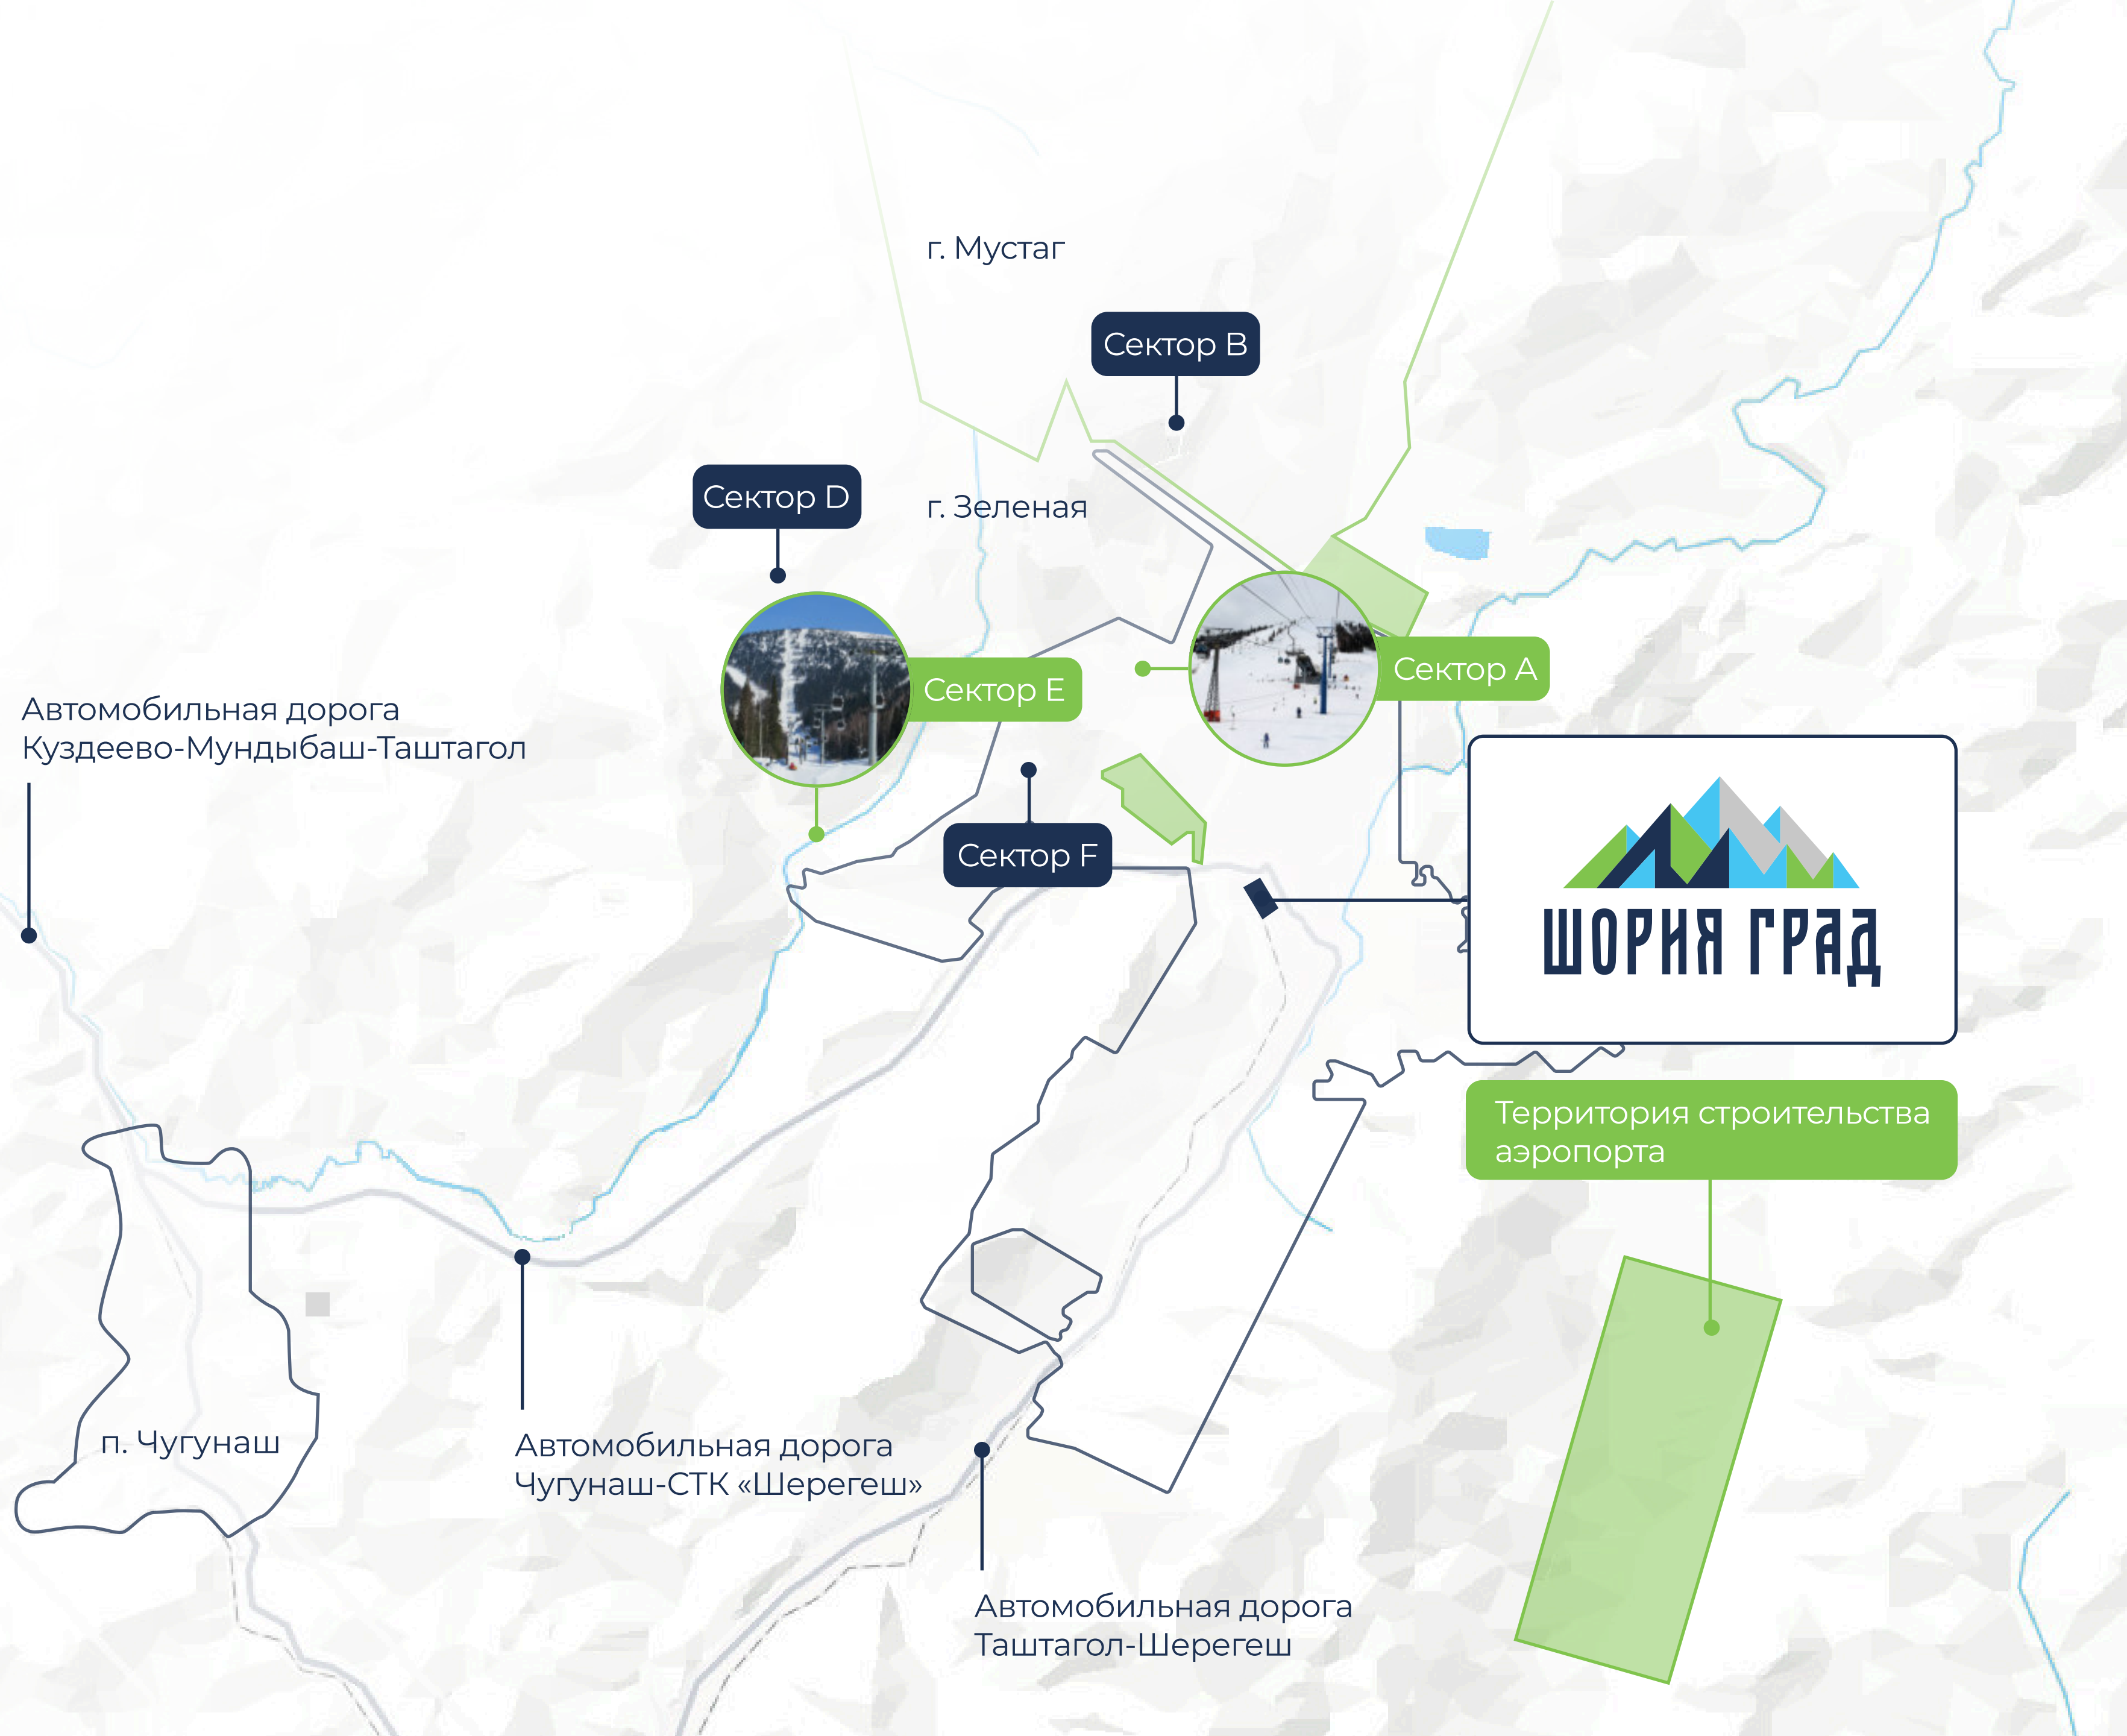 г. Мустаг
Сектор B
Сектор D
г. Зеленая
Сектор E
Сектор A
Автомобильная дорога
Куздеево-Мундыбаш-Таштагол
Сектор F
ШОРИЯ ГРАД
Территория строительства
аэропорта
п. Чугунаш
Автомобильная дорога
Чугунаш-СТК «Шерегеш»
Автомобильная дорога
Таштагол-Шерегеш